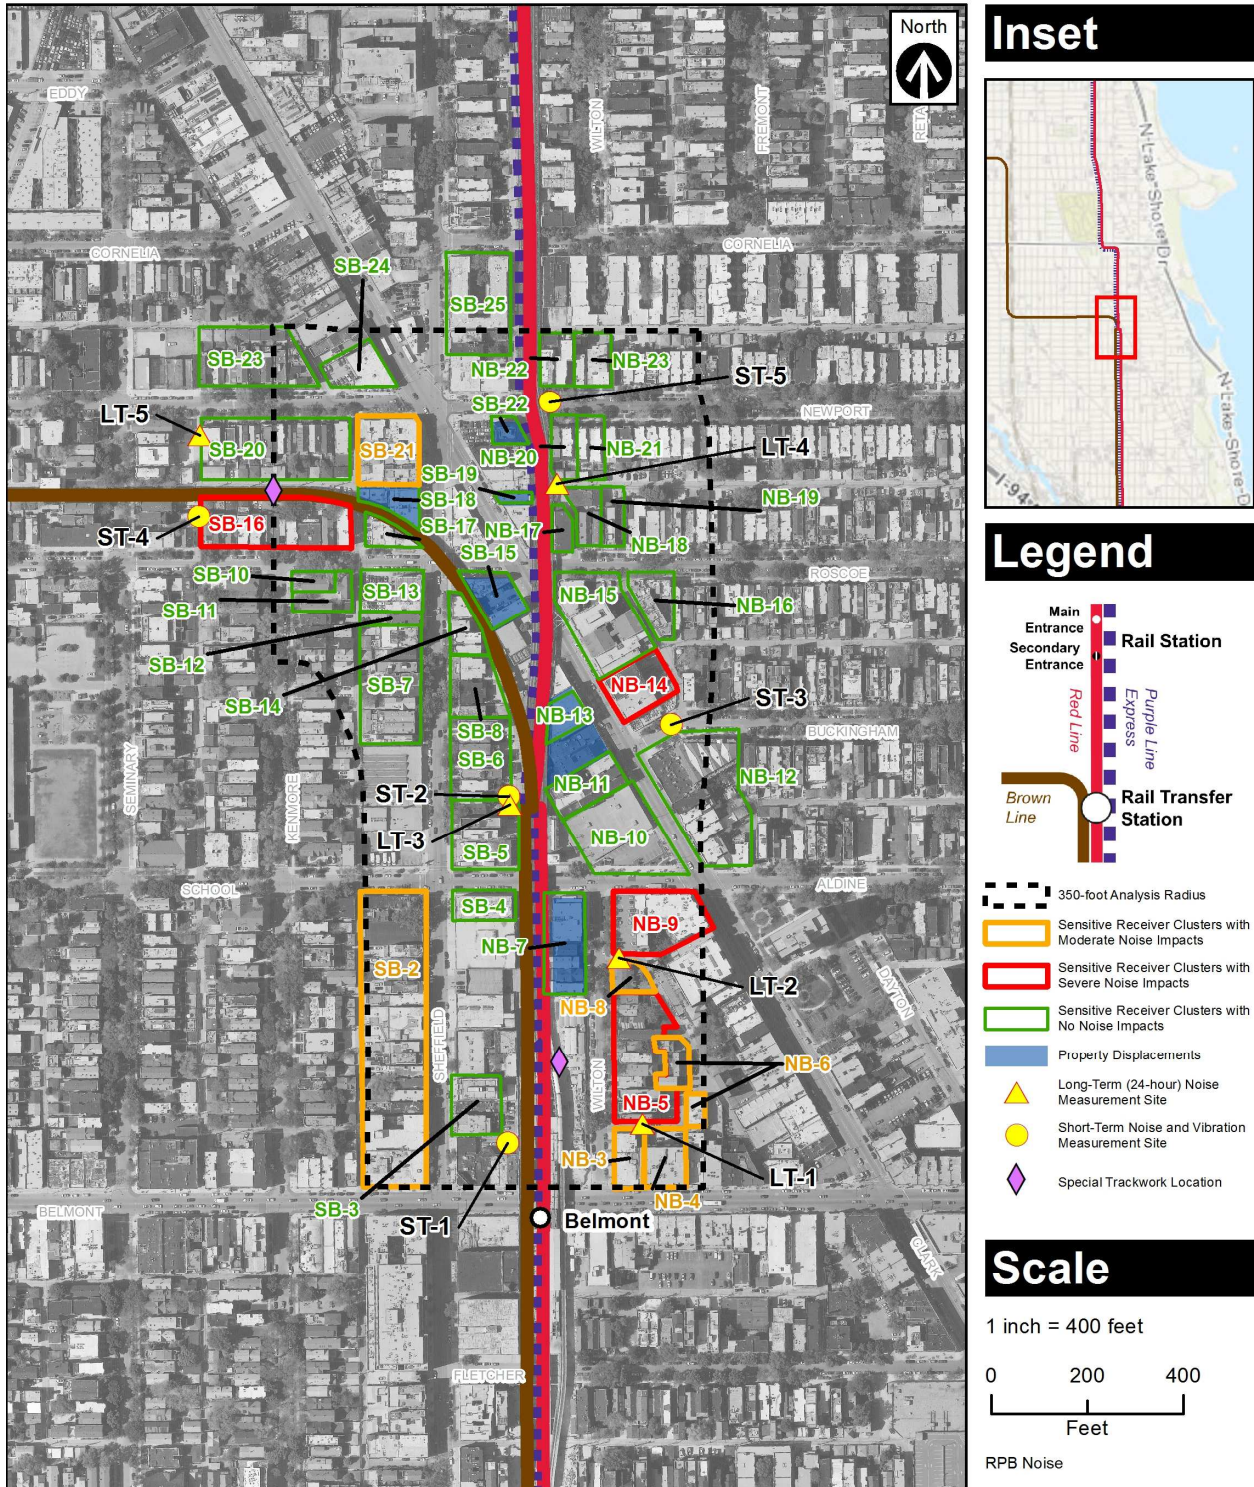 North
EDDY
WILTON
FREMONT
CORNELIA
CORNELIA
SB-24
SB-25
SB-23
NB-22
NB-23
ST-5
SB-22
NEWPORT
LT-5
SB-20
SB-21
NB-20
NB-21
LT-4
SB-19
SB-18
NB-19
SB-16
ST-4
SB-17
NB-17
NB-18
SB-15
SB-10
SB-13
ROSCOE
NB-15
SB-11
NB-16
SB-12
SB-7
NB-14
SB-14
ST-3
NB-13
SB-8
BUCKINGHAM
SEMINARY
SB-6
NB-11
NB-12
KENMORE
ST-2
LT-3
NB-10
SB-5
SCHOOL
ALDINE
SB-4
NB-9
NB-7
SB-2
DAYTON
LT-2
NB-8
SHEFFIELD
WILTON
NB-6
NB-5
NB-3
LT-1
NB-4
SB-3
BELMONT
ST-1
Belmont
CLARK
FLETCHER
Inset
N-Lake-Shore-Dr
N-Lake-Shore-D
I-94
Legend
Main
Entrance
Secondary
Entrance
Rail Station
Red Line
Purple Line
Express
Brown
Line
Rail Transfer
Station
350-foot Analysis Radius
Sensitive Receiver Clusters with
Moderate Noise Impacts
Sensitive Receiver Clusters with
Severe Noise Impacts
Sensitive Receiver Clusters with
No Noise Impacts
Property Displacements
Long-Term (24-hour) Noise
Measurement Site
Short-Term Noise and Vibration
Measurement Site
Special Trackwork Location
Scale
1 inch = 400 feet
0 200 400
Feet
RPB Noise